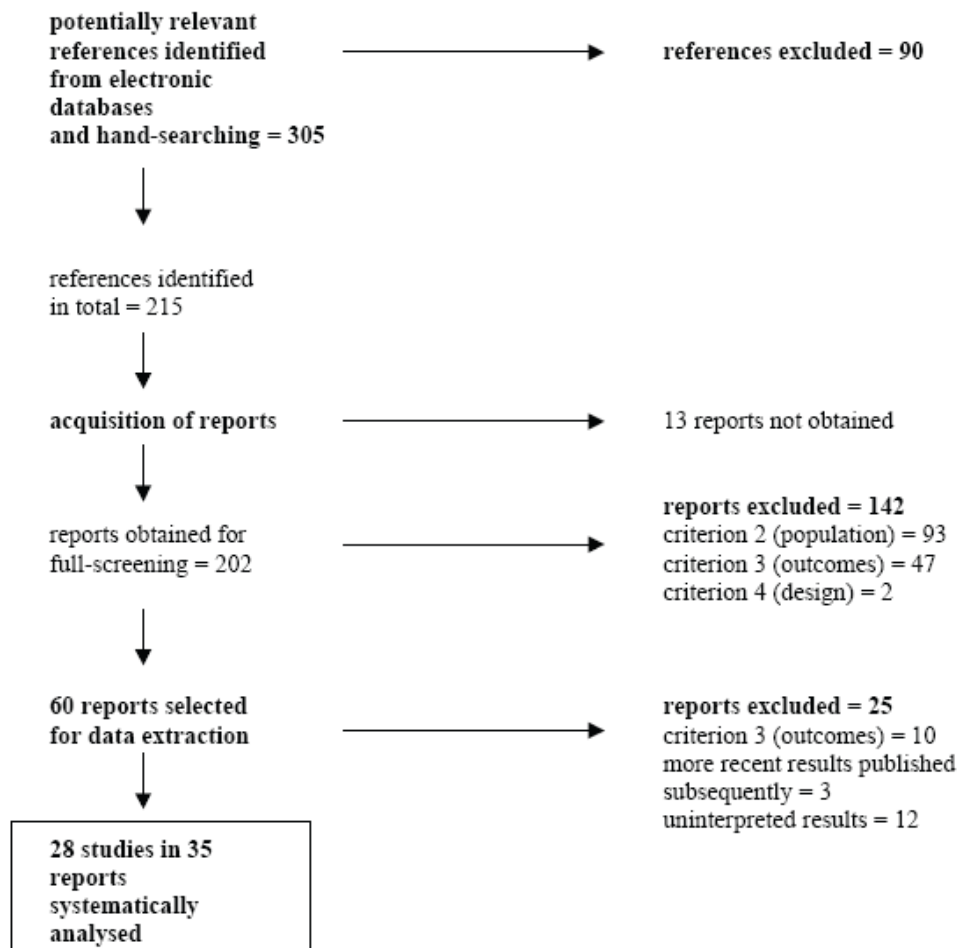 potentially relevant
references identified
from electronic
databases
and hand-searching = 305
references excluded = 90
references identified
in total = 215
acquisition of reports
13 reports not obtained
reports obtained for
full-screening = 202
reports excluded = 142
criterion 2 (population) = 93
criterion 3 (outcomes) = 47
criterion 4 (design) = 2
60 reports selected
for data extraction
reports excluded = 25
criterion 3 (outcomes) = 10
more recent results published
subsequently = 3
uninterpreted results = 12
28 studies in 35
reports
systematically
analysed